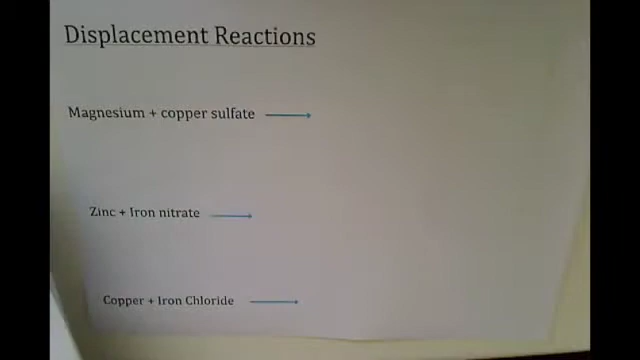 Displacement Reactions
Magnesium + copper sulfate
Zinc + Iron nitrate
Copper + Iron Chloride